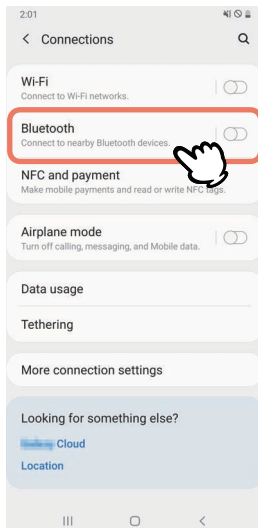 2:01
Connections
Wi-Fi
Connect to Wi-Fi networks.
Bluetooth
Connect to nearby Bluetooth devices.
NFC and payment
Make mobile payments and read or write NFC tags.
Airplane mode
Turn off calling, messaging, and Mobile data.
Data usage
Tethering
More connection settings
Looking for something else?
Cloud
Location